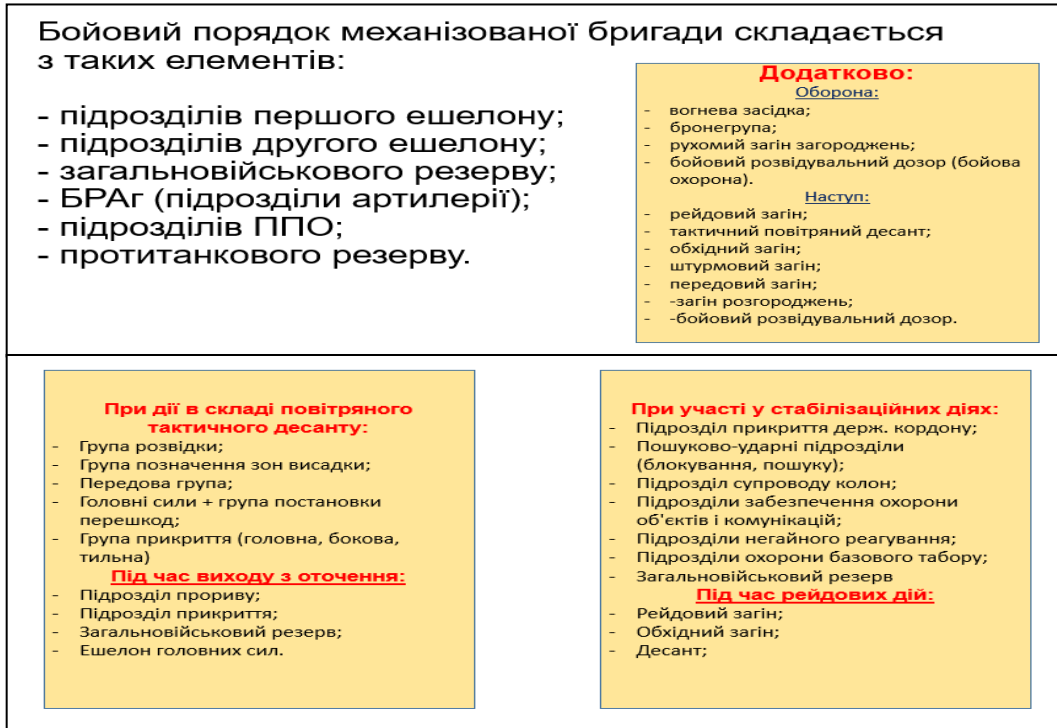 Бойовий порядок механізованої бригади складається
з таких елементів:
- підрозділів першого ешелону;
- підрозділів другого ешелону;
- загальновійськового резерву;
- БРАг (підрозділи артилерії);
- підрозділів ППО;
- протитанкового резерву.
Додатково:
Оборона:
- вогнева засідка;
- бронегрупа;
- рухомий загін загороджень;
- бойовий розвідувальний дозор (бойова
охорона).
Наступ:
- рейдовий загін;
- тактичний повітряний десант;
- обхідний загін;
- штурмовий загін;
- передовий загін;
- -загін розгороджень;
- -бойовий розвідувальний дозор.
При дії в складі повітряного
тактичного десанту:
- Група розвідки;
- Група позначення зон висадки;
- Передова група;
- Головні сили + група постановки
перешкод;
- Група прикриття (головна, бокова,
тильна)
Під час виходу з оточення:
- Підрозділ прориву;
- Підрозділ прикриття;
- Загальновійськовий резерв;
- Ешелон головних сил.
При участі у стабілізаційних діях:
- Підрозділ прикриття держ. кордону;
- Пошуково-ударні підрозділи
(блокування, пошуку);
- Підрозділ супроводу колон;
- Підрозділи забезпечення охорони
об'єктів і комунікацій;
- Підрозділи негайного реагування;
- Підрозділи охорони базового табору;
- Загальновійськовий резерв
Під час рейдових дій:
- Рейдовий загін;
- Обхідний загін;
- Десант;